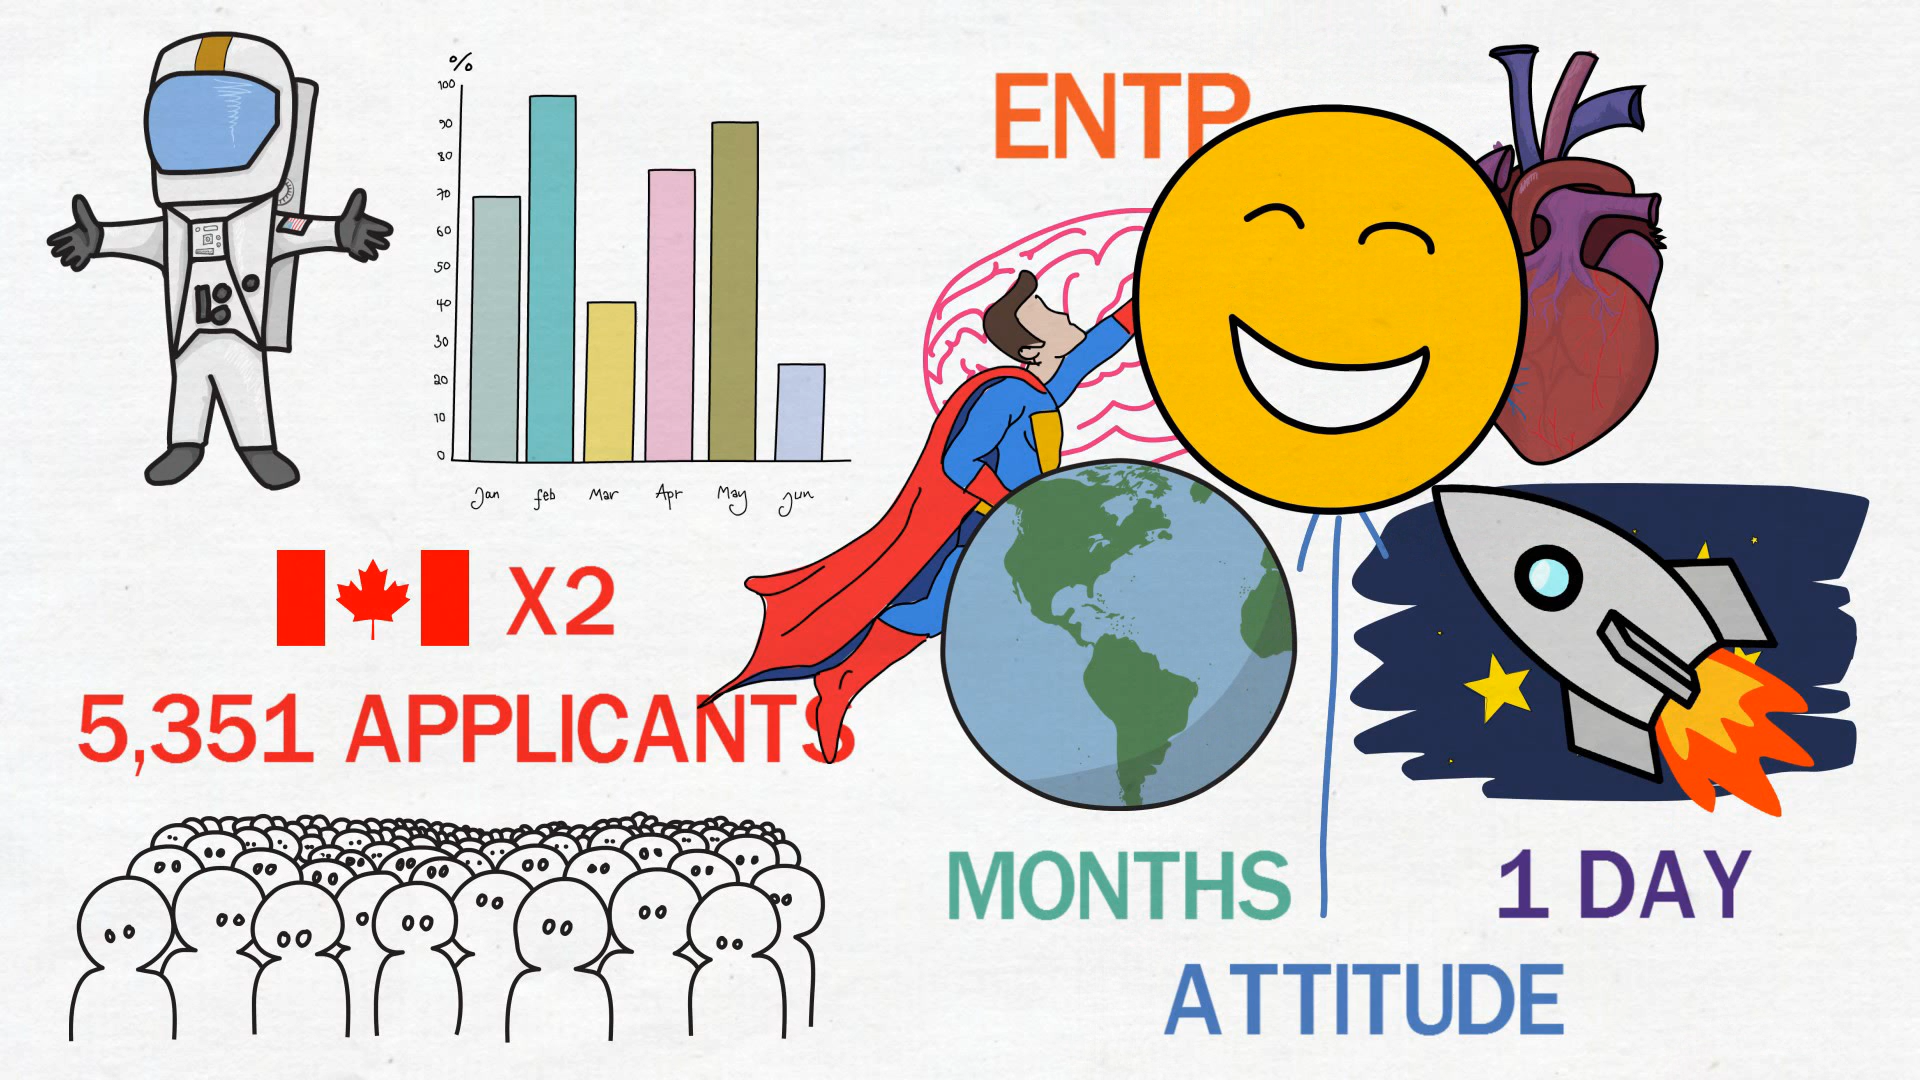 %
100
90
80
70
60
50
40
30
20
10
0
Jan feb Mar Apr May Jun
X2
5,351 APPLICANTS
ENTP
MONTHS
1 DAY
ATTITUDE